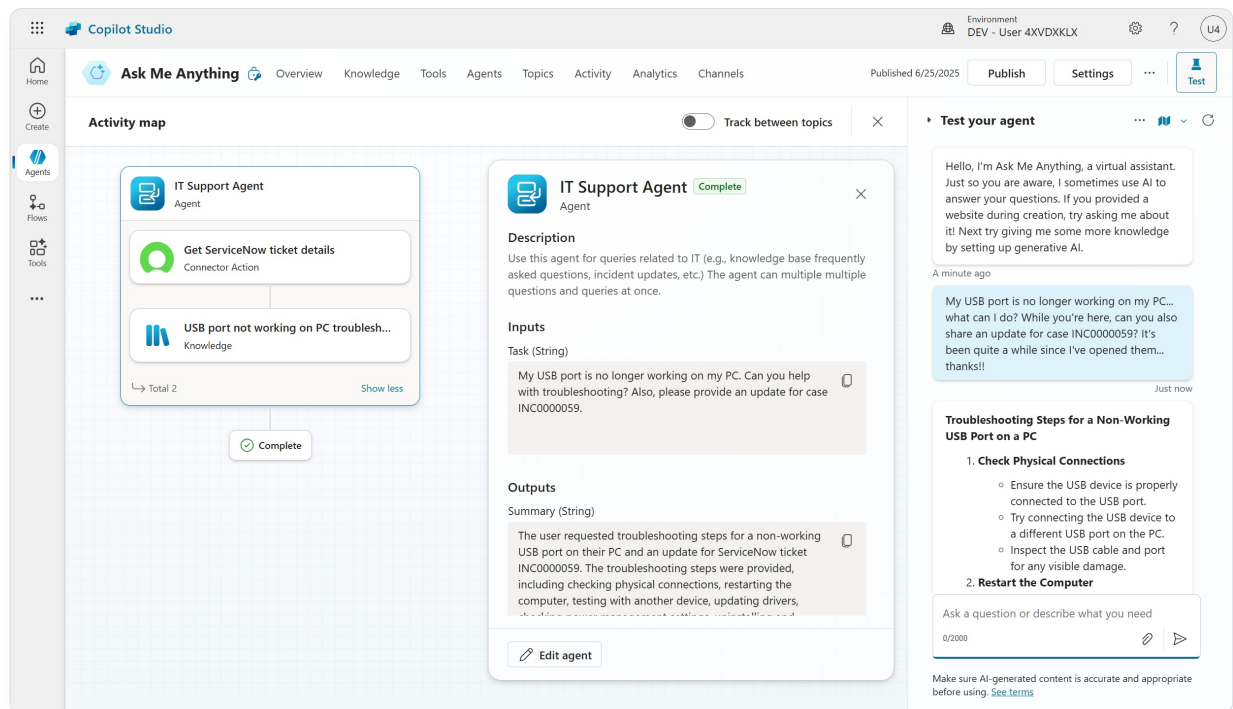 Copilot Studio
Environment
DEV - User 4XVDXKLX
U4
Home
Create
Agents
Flows
Tools
Ask Me Anything
Overview
Knowledge
Tools
Agents
Topics
Activity
Analytics
Channels
Published 6/25/2025
Publish
Settings
Test
Activity map
Track between topics
IT Support Agent
Agent
Get ServiceNow ticket details
Connector Action
USB port not working on PC troublesh...
Knowledge
Total 2
Show less
Complete
IT Support Agent
Complete
Agent
Description
Use this agent for queries related to IT (e.g., knowledge base frequently
asked questions, incident updates, etc.) The agent can multiple multiple
questions and queries at once.
Inputs
Task (String)
My USB port is no longer working on my PC. Can you help
with troubleshooting? Also, please provide an update for case
INC0000059.
Outputs
Summary (String)
The user requested troubleshooting steps for a non-working
USB port on their PC and an update for ServiceNow ticket
INC0000059. The troubleshooting steps were provided,
including checking physical connections, restarting the
computer, testing with another device, updating drivers,
Edit agent
Test your agent
Hello, I'm Ask Me Anything, a virtual assistant.
Just so you are aware, I sometimes use AI to
answer your questions. If you provided a
website during creation, try asking me about
it! Next try giving me some more knowledge
by setting up generative AI.
A minute ago
My USB port is no longer working on my PC...
what can I do? While you're here, can you also
share an update for case INC0000059? It's
been quite a while since I've opened them...
thanks!!
Just now
Troubleshooting Steps for a Non-Working
USB Port on a PC
1. Check Physical Connections
Ensure the USB device is properly
connected to the USB port.
Try connecting the USB device to
a different USB port on the PC.
Inspect the USB cable and port
for any visible damage.
2. Restart the Computer
Ask a question or describe what you need
0/2000
Make sure AI-generated content is accurate and appropriate
before using. See terms